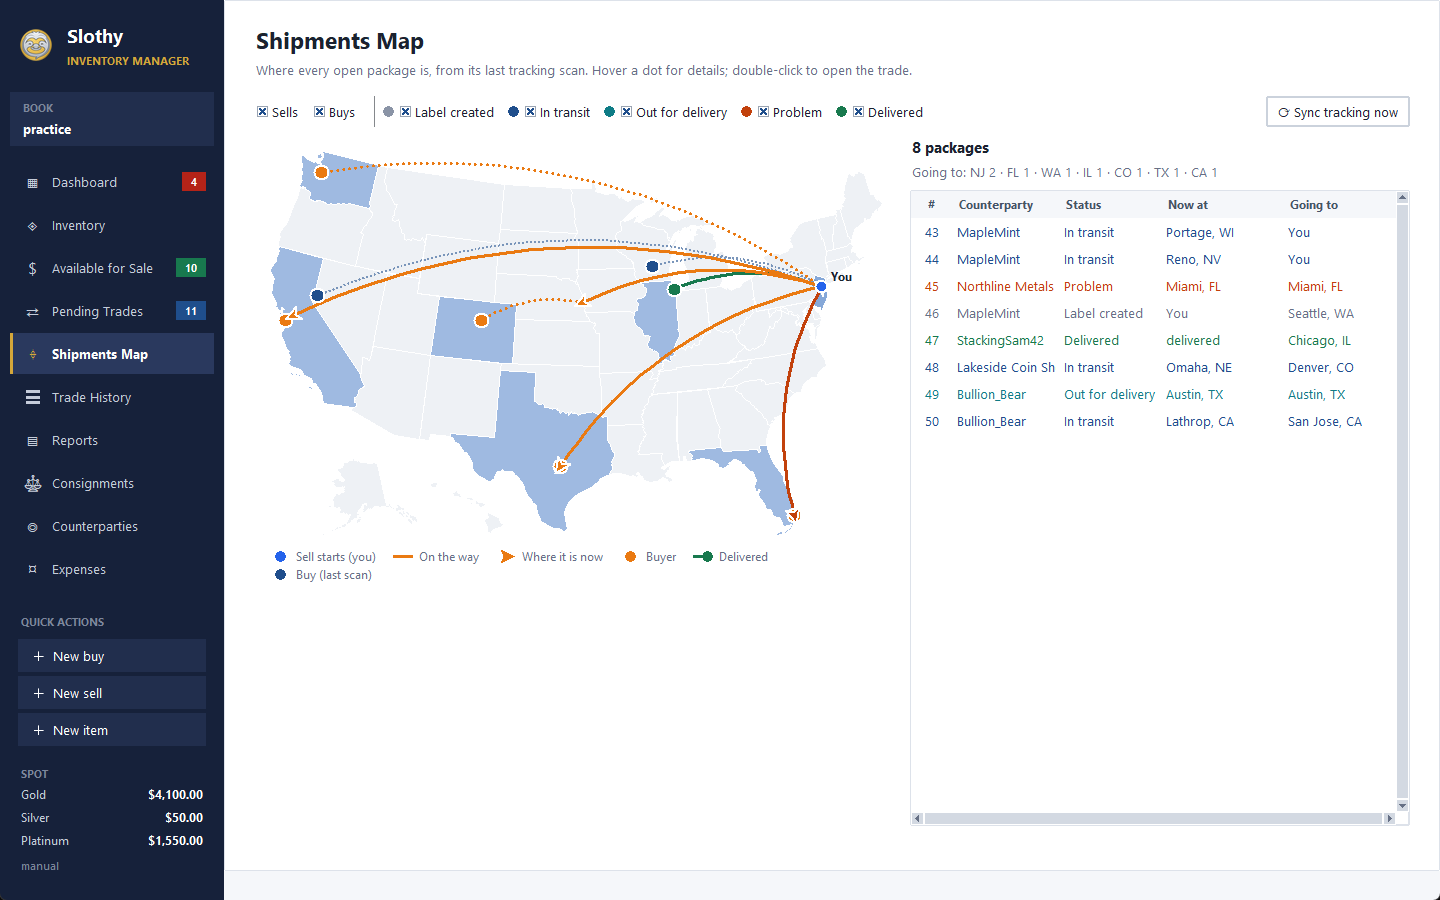 Slothy
INVENTORY MANAGER
BOOK
practice
Dashboard 4
Inventory
Available for Sale 10
Pending Trades 11
Shipments Map
Trade History
Reports
Consignments
Counterparties
Expenses
QUICK ACTIONS
+ New buy
+ New sell
+ New item
SPOT
Gold $4,100.00
Silver $50.00
Platinum $1,550.00
manual
Shipments Map
Where every open package is, from its last tracking scan. Hover a dot for details; double-click to open the trade.
Sells Buys Label created In transit Out for delivery Problem Delivered
Sync tracking now
You
Sell starts (you) On the way Where it is now Buyer Delivered
Buy (last scan)
8 packages
Going to: NJ 2 · FL 1 · WA 1 · IL 1 · CO 1 · TX 1 · CA 1
# Counterparty Status Now at Going to
43 MapleMint In transit Portage, WI You
44 MapleMint In transit Reno, NV You
45 Northline Metals Problem Miami, FL Miami, FL
46 MapleMint Label created You Seattle, WA
47 StackingSam42 Delivered delivered Chicago, IL
48 Lakeside Coin Sh In transit Omaha, NE Denver, CO
49 Bullion_Bear Out for delivery Austin, TX Austin, TX
50 Bullion_Bear In transit Lathrop, CA San Jose, CA